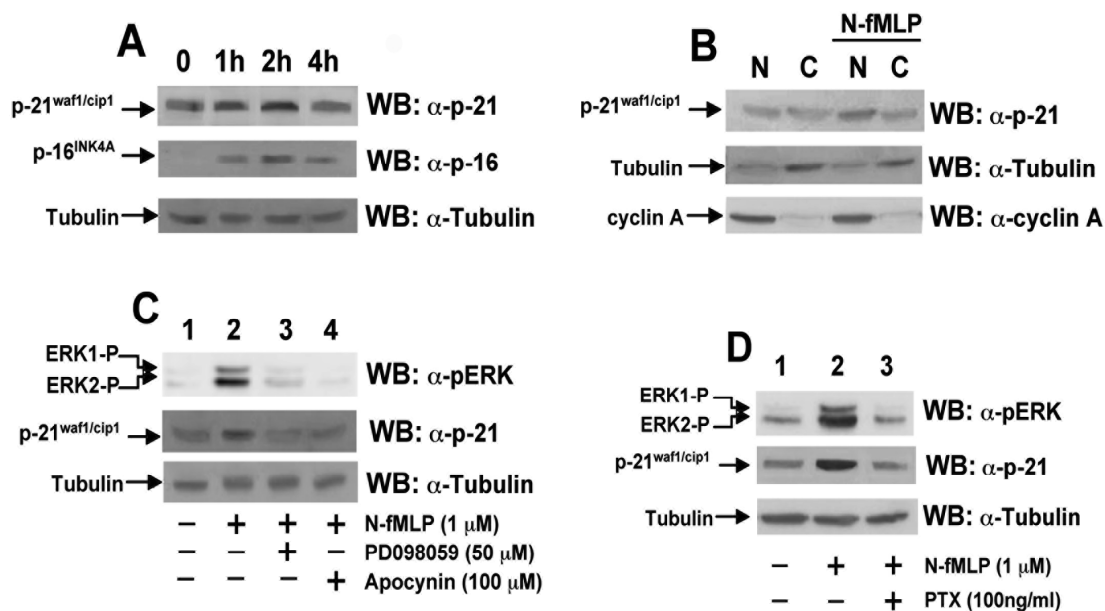 A
0 1h 2h 4h
p-21waf1/cip1 WB: α-p-21
p-16INK4A WB: α-p-16
Tubulin WB: α-Tubulin
B
N-fMLP
N C N C
p-21waf1/cip1 WB: α-p-21
Tubulin WB: α-Tubulin
cyclin A WB: α-cyclin A
C
1 2 3 4
ERK1-P
ERK2-P WB: α-pERK
p-21waf1/cip1 WB: α-p-21
Tubulin WB: α-Tubulin
– + + + N-fMLP (1 μM)
– – + – PD098059 (50 μM)
– – – + Apocynin (100 μM)
D
1 2 3
ERK1-P
ERK2-P WB: α-pERK
p-21waf1/cip1 WB: α-p-21
Tubulin WB: α-Tubulin
– + + N-fMLP (1 μM)
– – + PTX (100ng/ml)